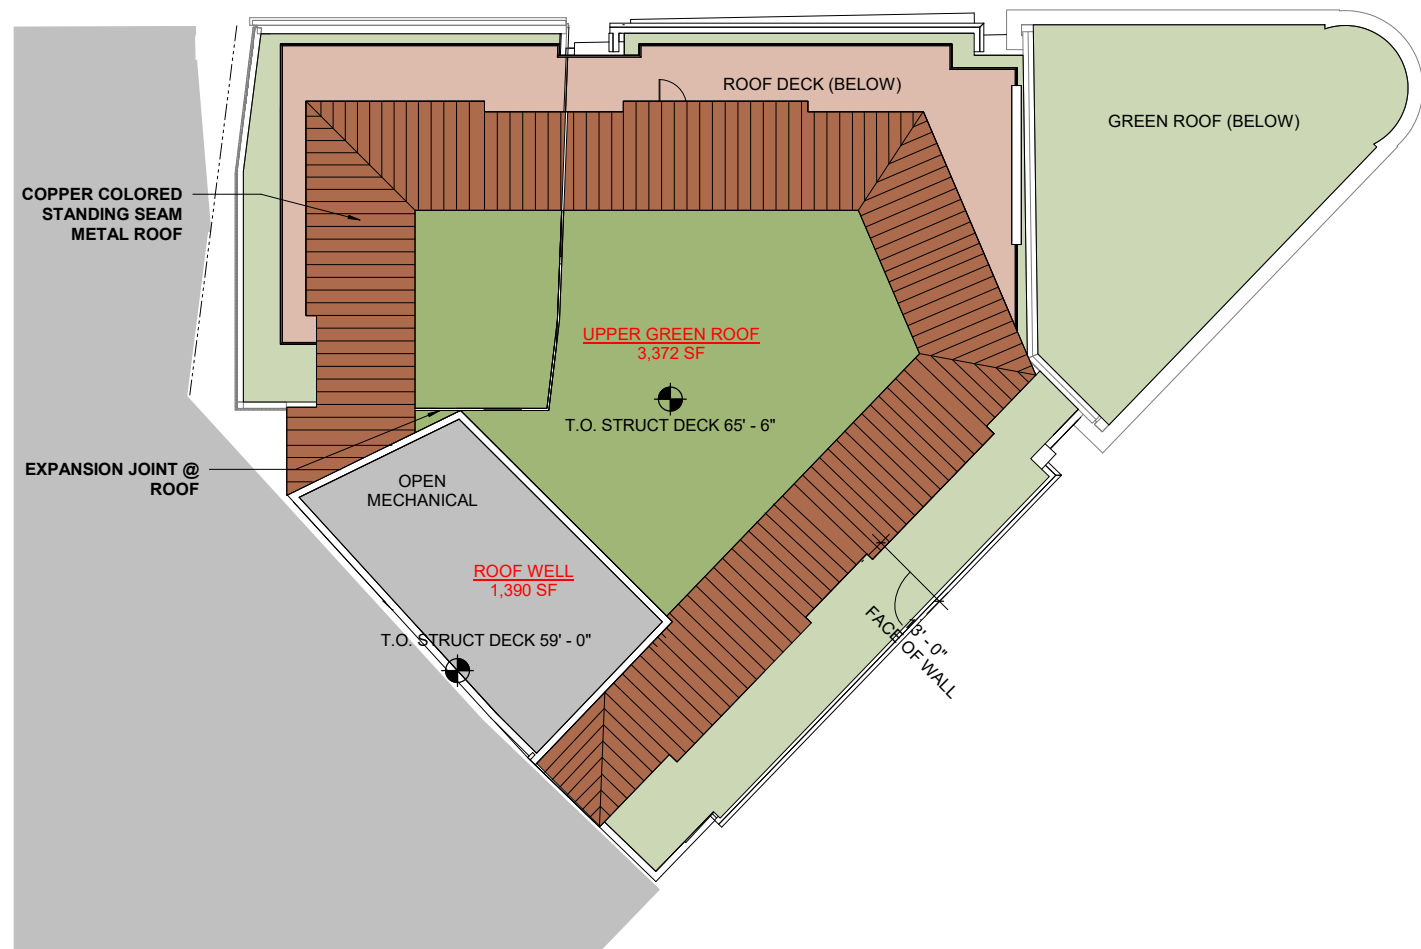 ROOF DECK (BELOW)
GREEN ROOF (BELOW)
COPPER COLORED
STANDING SEAM
METAL ROOF
UPPER GREEN ROOF
3,372 SF
T.O. STRUCT DECK 65' - 6"
EXPANSION JOINT @
ROOF
OPEN
MECHANICAL
ROOF WELL
1,390 SF
T.O. STRUCT DECK 59' - 0"
13' - 0"
FACE OF WALL